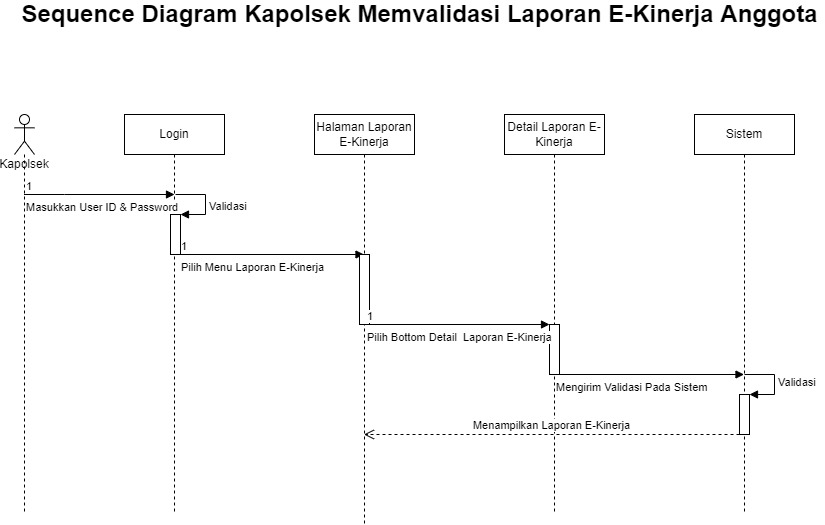 Sequence Diagram Kapolsek Memvalidasi Laporan E-Kinerja Anggota
Kapolsek
Login
Halaman Laporan
E-Kinerja
Detail Laporan E-
Kinerja
Sistem
1
Masukkan User ID & Password
Validasi
1
Pilih Menu Laporan E-Kinerja
1
Pilih Bottom Detail  Laporan E-Kinerja
Mengirim Validasi Pada Sistem
Validasi
Menampilkan Laporan E-Kinerja